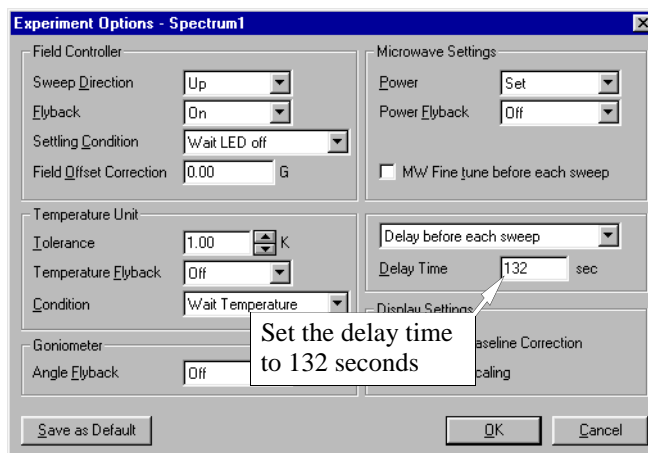 Experiment Options - Spectrum1
Field Controller
Sweep Direction Up
Flyback On
Settling Condition Wait LED off
Field Offset Correction 0.00 G
Microwave Settings
Power Set
Power Flyback Off
MW Fine tune before each sweep
Temperature Unit
Tolerance 1.00 K
Temperature Flyback Off
Condition Wait Temperature
Delay before each sweep
Delay Time 132 sec
Display Settings
Correction
Goniometer
Angle Flyback Off
Set the delay time
to 132 seconds
Save as Default
OK
Cancel